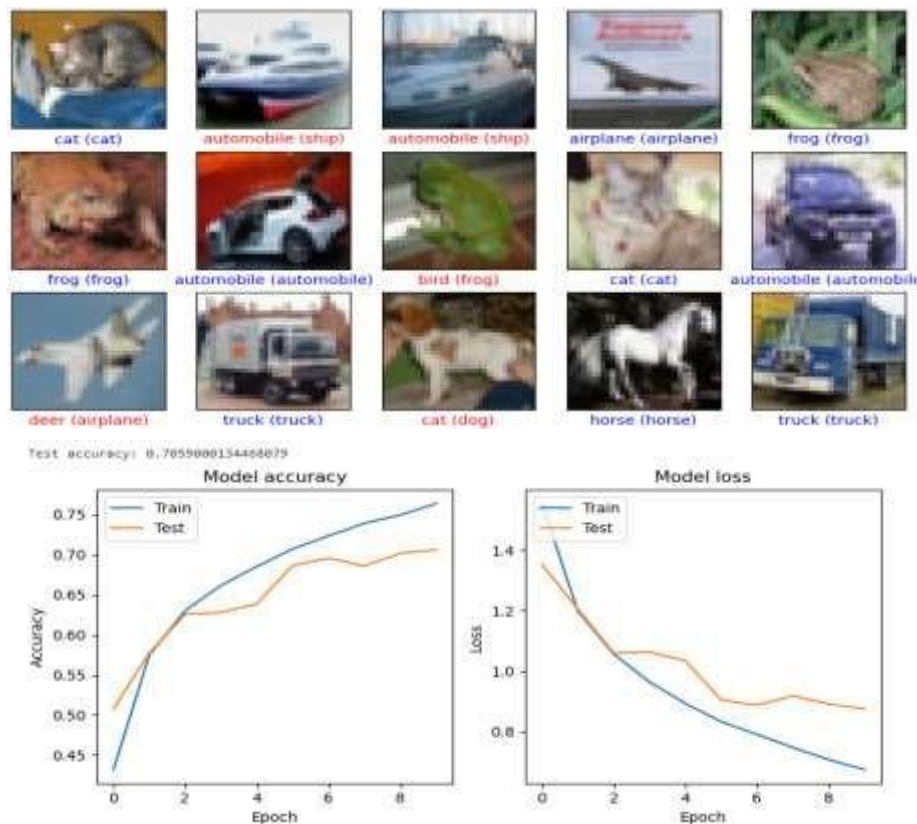 cat (cat) automobile (ship) automobile (ship) airplane (airplane) frog (frog)
frog (frog) automobile (automobile) bird (frog) cat (cat) automobile (automobile
deer (airplane) truck (truck) cat (dog) horse (horse) truck (truck)
Test accuracy:
Model accuracy
Model loss
Train
Test
0.75
0.70
0.65
0.60
0.55
0.50
0.45
Accuracy
0 2 4 6 8
Epoch
Train
Test
1.4
1.2
1.0
0.8
Loss
0 2 4 6 8
Epoch